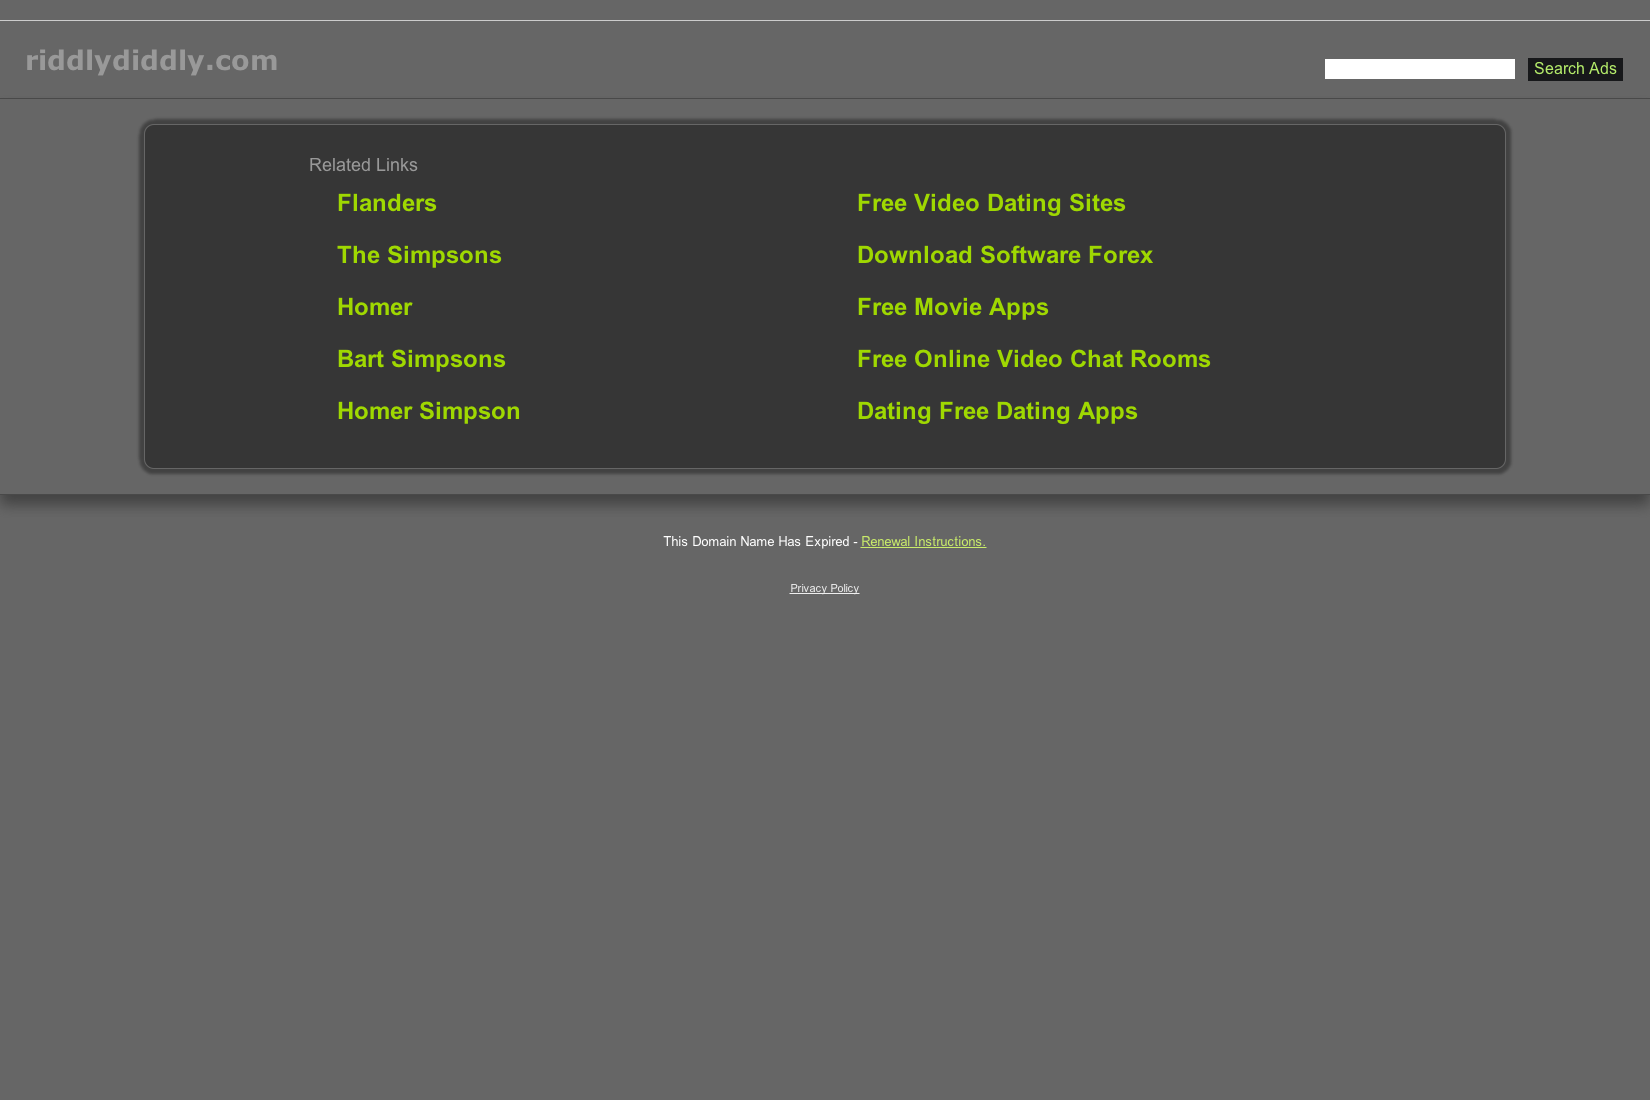 riddlydiddly.com
Search Ads
Related Links
Flanders
Free Video Dating Sites
The Simpsons
Download Software Forex
Homer
Free Movie Apps
Bart Simpsons
Free Online Video Chat Rooms
Homer Simpson
Dating Free Dating Apps
This Domain Name Has Expired - Renewal Instructions.
Privacy Policy